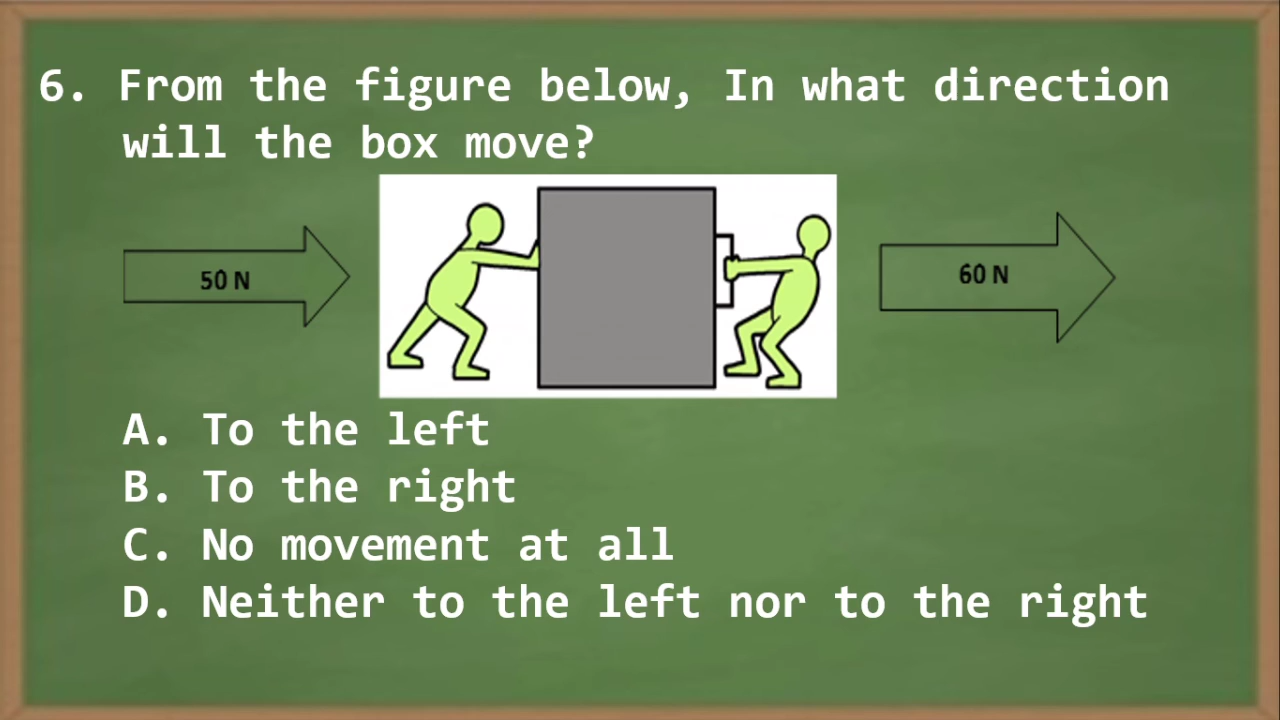 6. From the figure below, In what direction
will the box move?
50 N
60 N
A. To the left
B. To the right
C. No movement at all
D. Neither to the left nor to the right